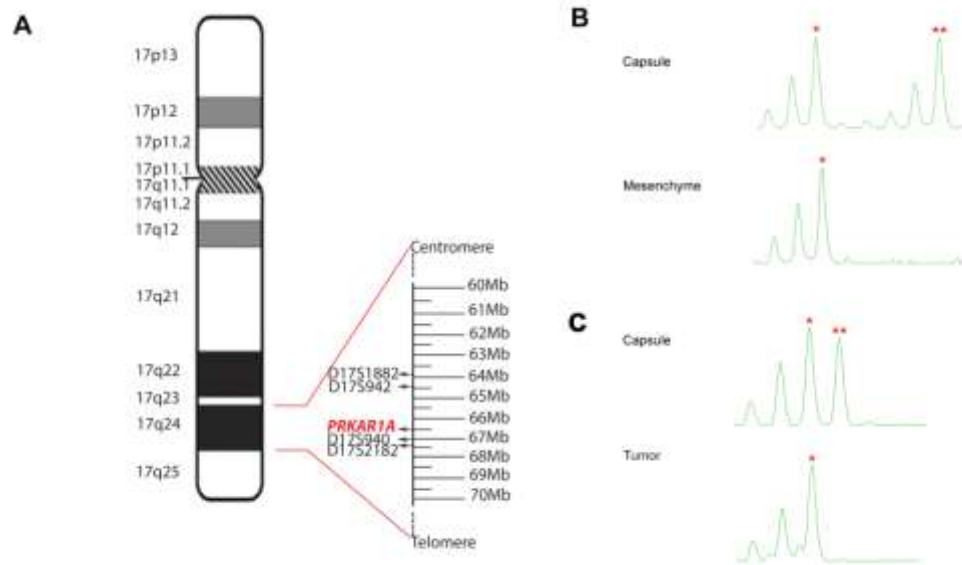 A
17p13
17p12
17p11.2
17p11.1
17q11.1
17q11.2
17q12
17q21
17q22
17q23
17q24
17q25
Centromere
60Mb
61Mb
62Mb
63Mb
64Mb
65Mb
66Mb
67Mb
68Mb
69Mb
70Mb
Telomere
D17S1882
D17S942
PRKAR1A
D17S940
D17S2182
B
Capsule
*
**
Mesenchyme
*
C
Capsule
*
**
Tumor
*